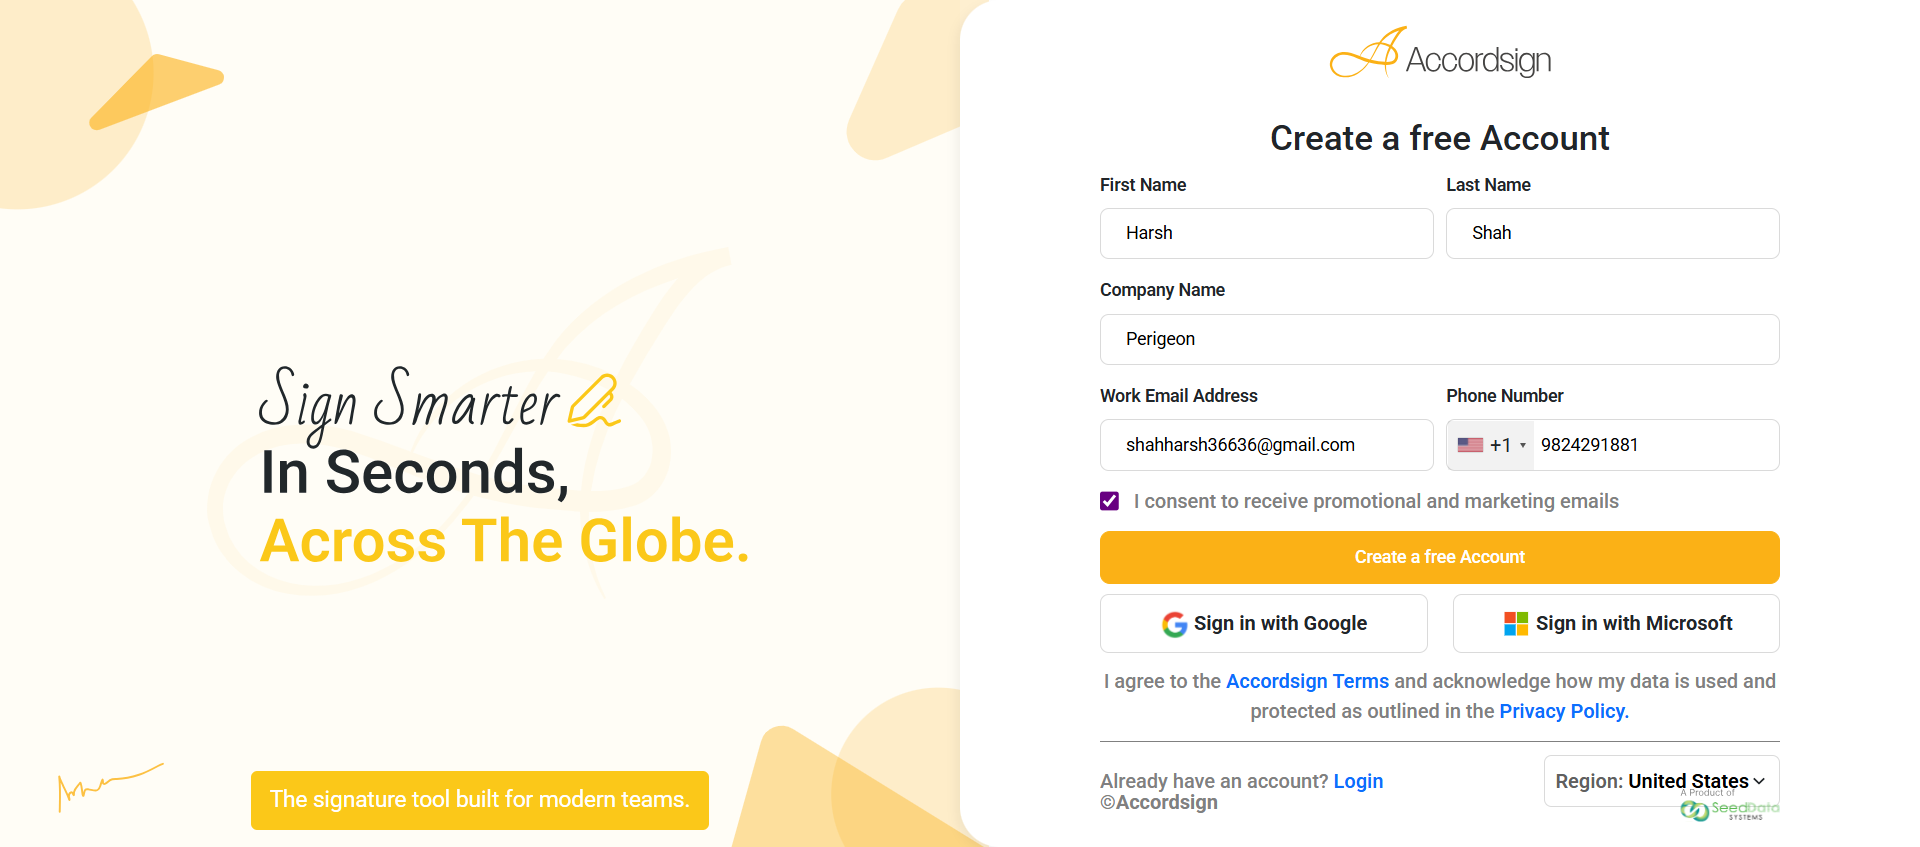 Sign Smarter
In Seconds,
Across The Globe.
The signature tool built for modern teams.
Accordsign
Create a free Account
First Name
Last Name
Harsh
Shah
Company Name
Perigeon
Work Email Address
Phone Number
shahharsh36636@gmail.com
+1
9824291881
I consent to receive promotional and marketing emails
Create a free Account
Sign in with Google
Sign in with Microsoft
I agree to the Accordsign Terms and acknowledge how my data is used and
protected as outlined in the Privacy Policy.
Already have an account? Login
©Accordsign
Region: United States
A Product of
SeedData
SYSTEMS